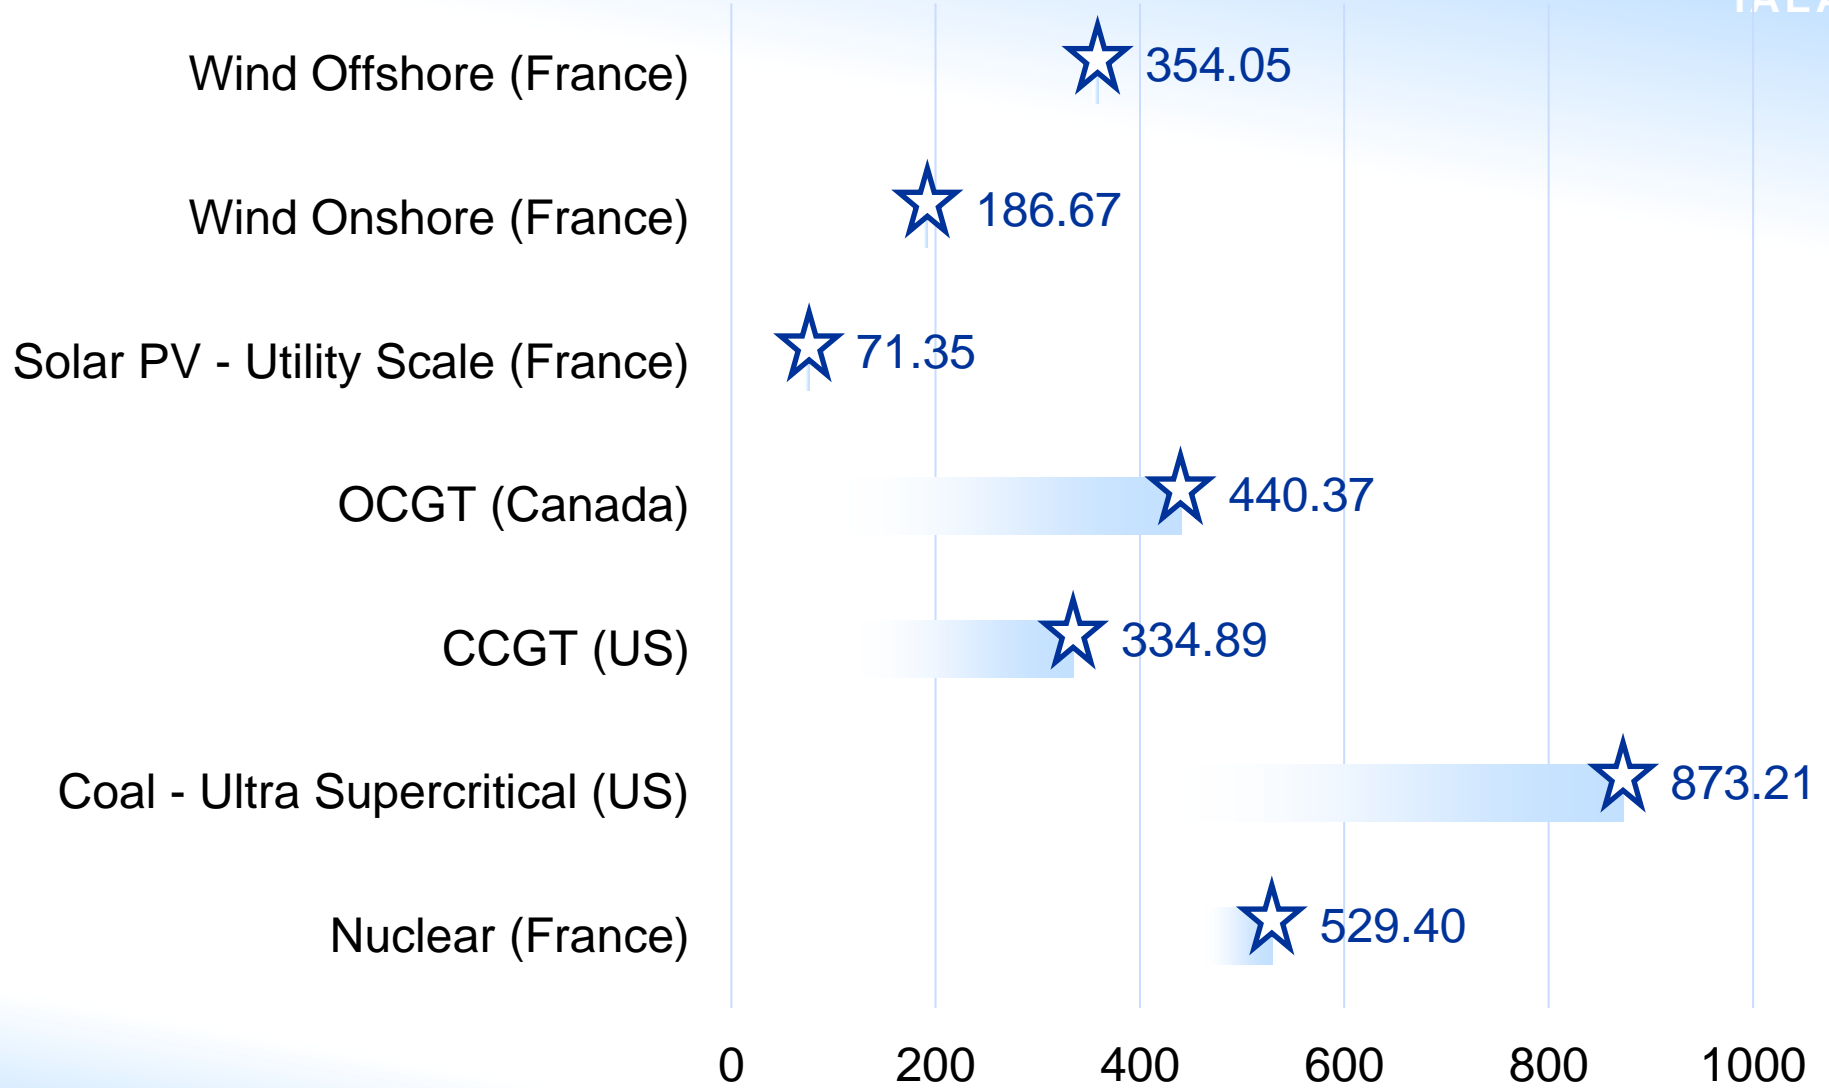 Wind Offshore (France) 354.05
Wind Onshore (France) 186.67
Solar PV - Utility Scale (France) 71.35
OCGT (Canada) 440.37
CCGT (US) 334.89
Coal - Ultra Supercritical (US) 873.21
Nuclear (France) 529.40
0 200 400 600 800 1000